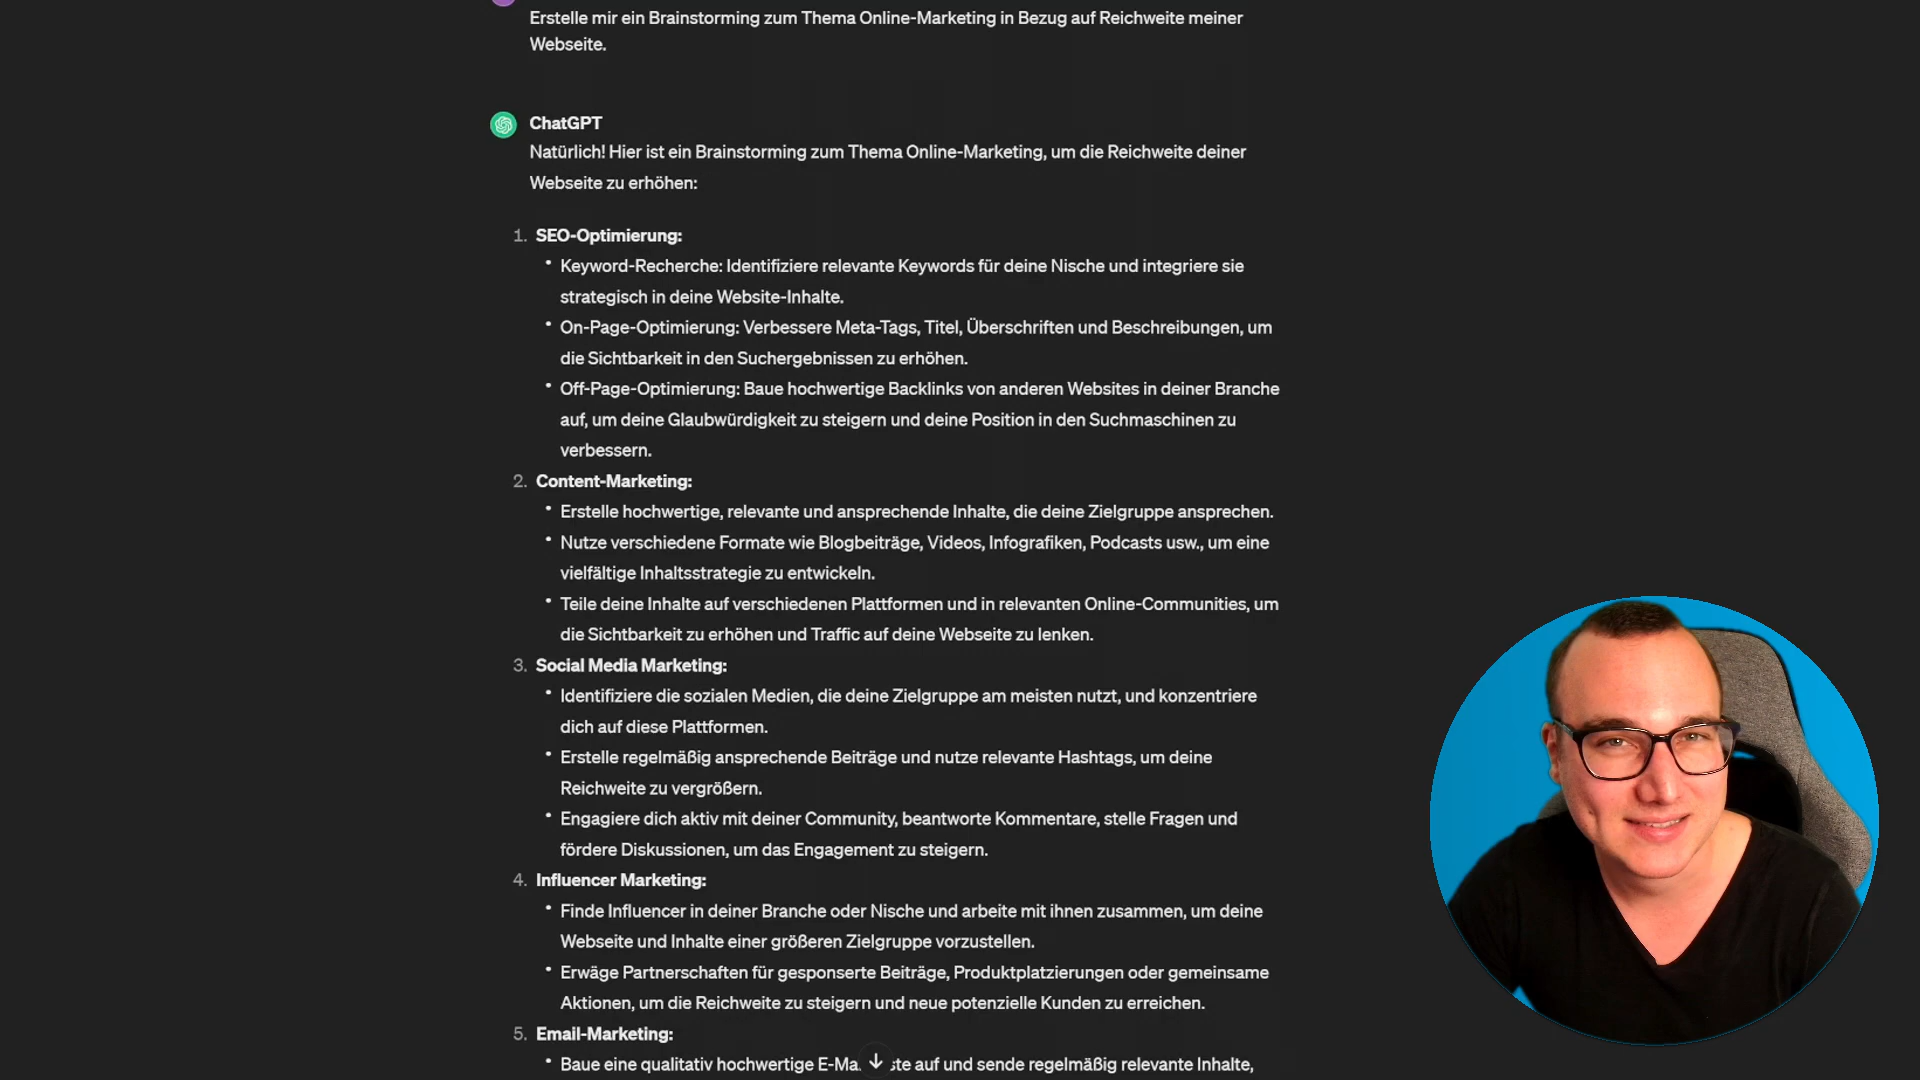 Erstelle mir ein Brainstorming zum Thema Online-Marketing in Bezug auf Reichweite meiner
Webseite.
ChatGPT
Natürlich! Hier ist ein Brainstorming zum Thema Online-Marketing, um die Reichweite deiner
Webseite zu erhöhen:
1. SEO-Optimierung:
• Keyword-Recherche: Identifiziere relevante Keywords für deine Nische und integriere sie
strategisch in deine Website-Inhalte.
• On-Page-Optimierung: Verbessere Meta-Tags, Titel, Überschriften und Beschreibungen, um
die Sichtbarkeit in den Suchergebnissen zu erhöhen.
• Off-Page-Optimierung: Baue hochwertige Backlinks von anderen Websites in deiner Branche
auf, um deine Glaubwürdigkeit zu steigern und deine Position in den Suchmaschinen zu
verbessern.
2. Content-Marketing:
• Erstelle hochwertige, relevante und ansprechende Inhalte, die deine Zielgruppe ansprechen.
• Nutze verschiedene Formate wie Blogbeiträge, Videos, Infografiken, Podcasts usw., um eine
vielfältige Inhaltsstrategie zu entwickeln.
• Teile deine Inhalte auf verschiedenen Plattformen und in relevanten Online-Communities, um
die Sichtbarkeit zu erhöhen und Traffic auf deine Webseite zu lenken.
3. Social Media Marketing:
• Identifiziere die sozialen Medien, die deine Zielgruppe am meisten nutzt, und konzentriere
dich auf diese Plattformen.
• Erstelle regelmäßig ansprechende Beiträge und nutze relevante Hashtags, um deine
Reichweite zu vergrößern.
• Engagiere dich aktiv mit deiner Community, beantworte Kommentare, stelle Fragen und
fördere Diskussionen, um das Engagement zu steigern.
4. Influencer Marketing:
• Finde Influencer in deiner Branche oder Nische und arbeite mit ihnen zusammen, um deine
Webseite und Inhalte einer größeren Zielgruppe vorzustellen.
• Erwäge Partnerschaften für gesponserte Beiträge, Produktplatzierungen oder gemeinsame
Aktionen, um die Reichweite zu steigern und neue potenzielle Kunden zu erreichen.
5. Email-Marketing:
• Baue eine qualitativ hochwertige auf und sende regelmäßig relevante Inhalte,